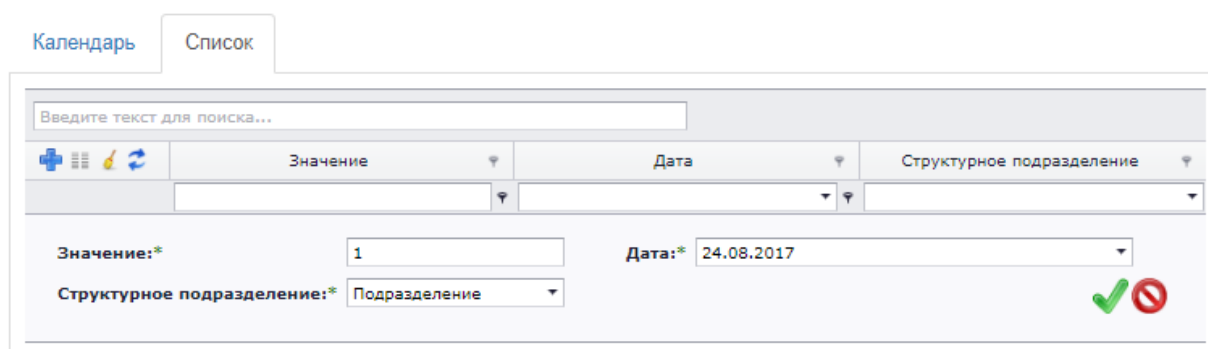 Календарь Список
Введите текст для поиска...
Значение Дата Структурное подразделение
Значение:* 1 Дата:* 24.08.2017
Структурное подразделение:* Подразделение